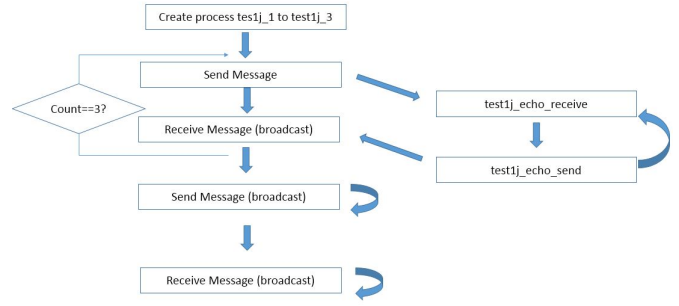 Create process tes1j_1 to test1j_3
Send Message
Count==3?
test1j_echo_receive
Receive Message (broadcast)
test1j_echo_send
Send Message (broadcast)
Receive Message (broadcast)